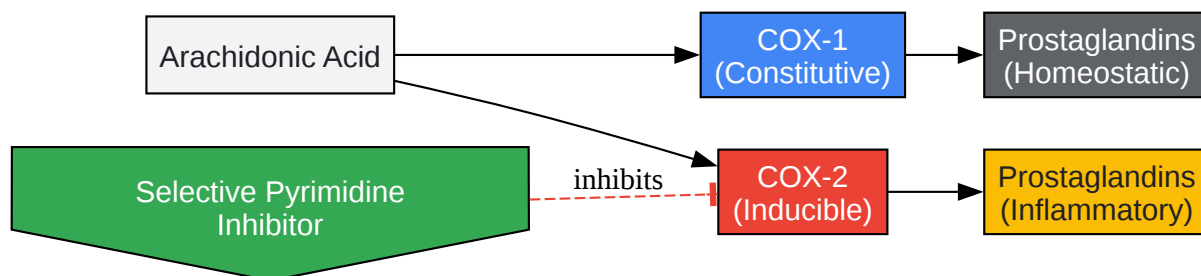 Arachidonic Acid
COX-1
(Constitutive)
Prostaglandins
(Homeostatic)
Selective Pyrimidine
Inhibitor
inhibits
COX-2
(Inducible)
Prostaglandins
(Inflammatory)